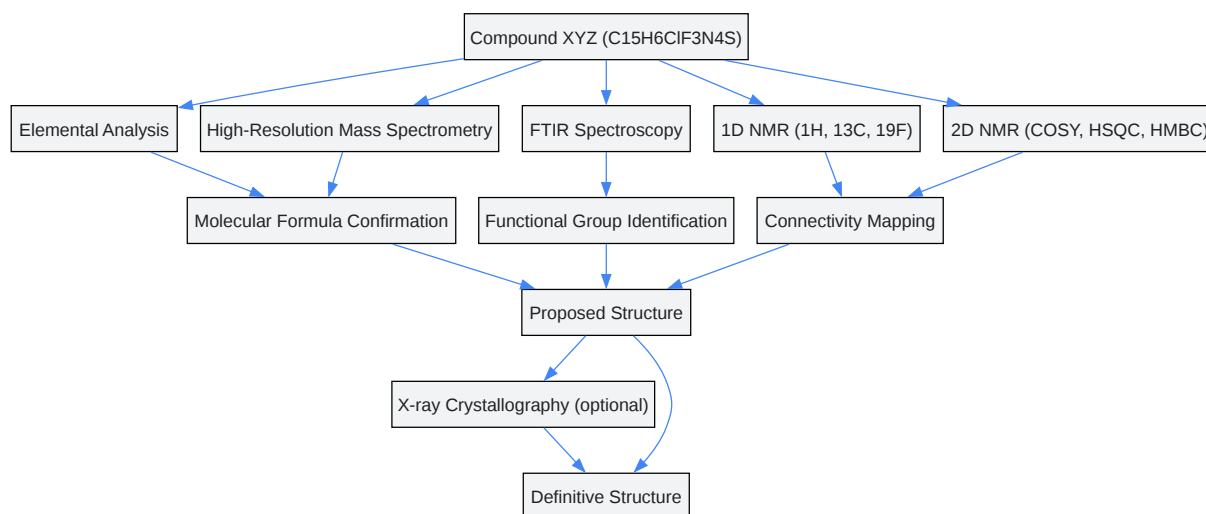 Compound XYZ (C15H6ClF3N4S)
Elemental Analysis
High-Resolution Mass Spectrometry
FTIR Spectroscopy
1D NMR (1H, 13C, 19F)
2D NMR (COSY, HSQC, HMBC)
Molecular Formula Confirmation
Functional Group Identification
Connectivity Mapping
Proposed Structure
X-ray Crystallography (optional)
Definitive Structure